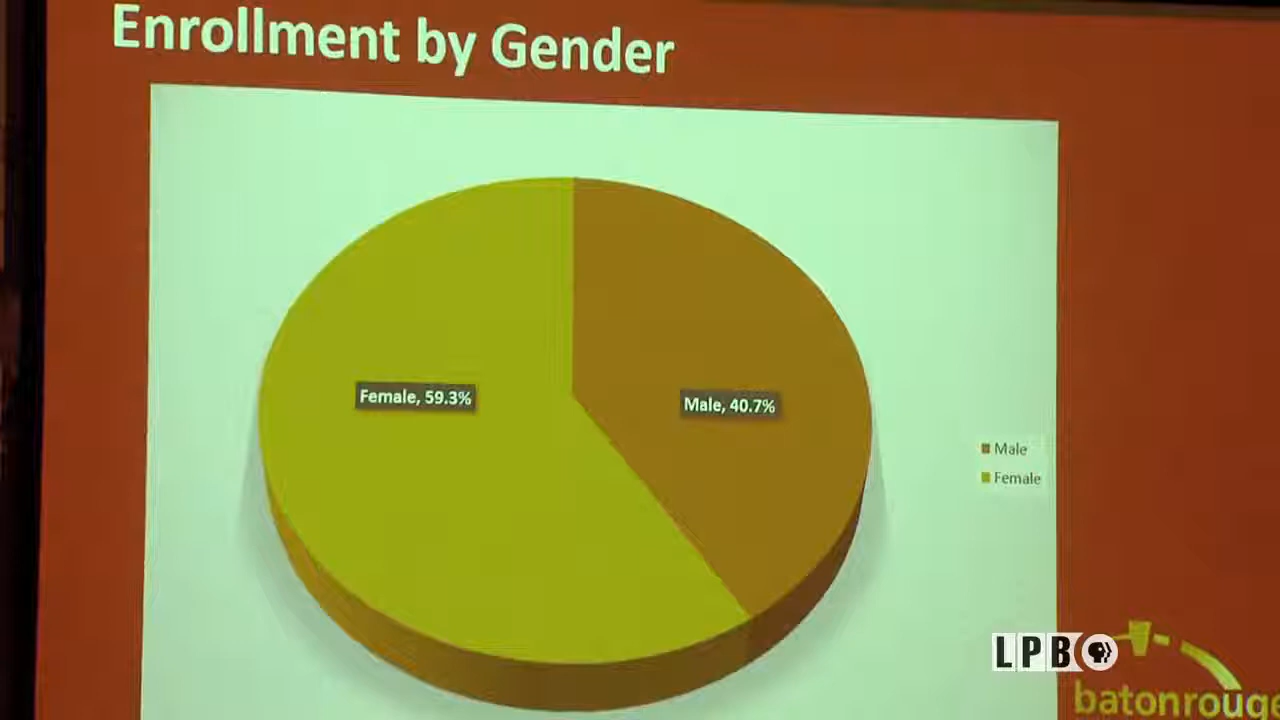 Enrollment by Gender
Female, 59.3%
Male, 40.7%
Male
Female
LPB
batonrouge